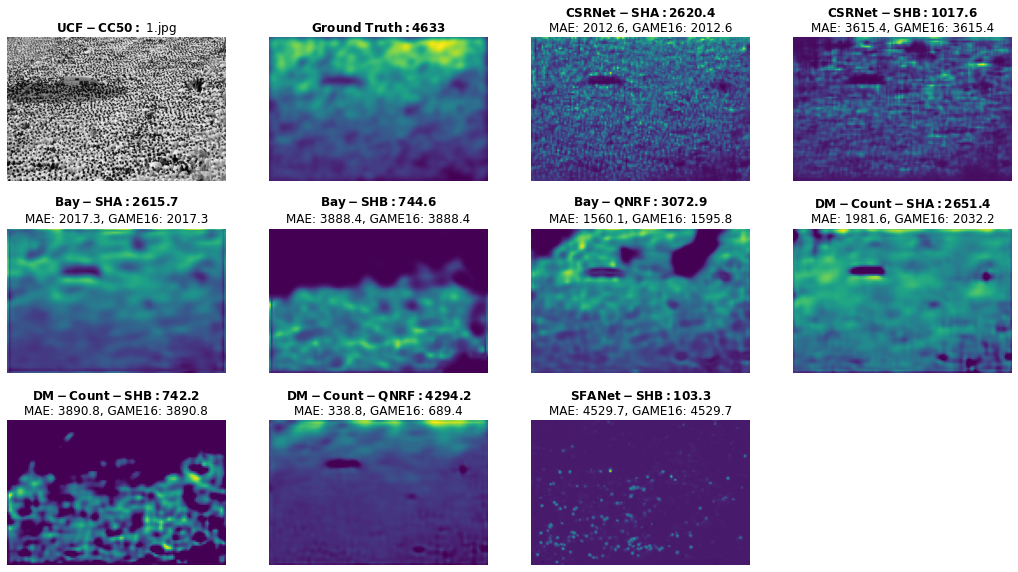 UCF − CC50 : 1.jpg
Ground Truth : 4633
CSRNet − SHA : 2620.4
MAE: 2012.6, GAME16: 2012.6
CSRNet − SHB : 1017.6
MAE: 3615.4, GAME16: 3615.4
Bay − SHA : 2615.7
MAE: 2017.3, GAME16: 2017.3
Bay − SHB : 744.6
MAE: 3888.4, GAME16: 3888.4
Bay − QNRF : 3072.9
MAE: 1560.1, GAME16: 1595.8
DM − Count − SHA : 2651.4
MAE: 1981.6, GAME16: 2032.2
DM − Count − SHB : 742.2
MAE: 3890.8, GAME16: 3890.8
DM − Count − QNRF : 4294.2
MAE: 338.8, GAME16: 689.4
SFANet − SHB : 103.3
MAE: 4529.7, GAME16: 4529.7